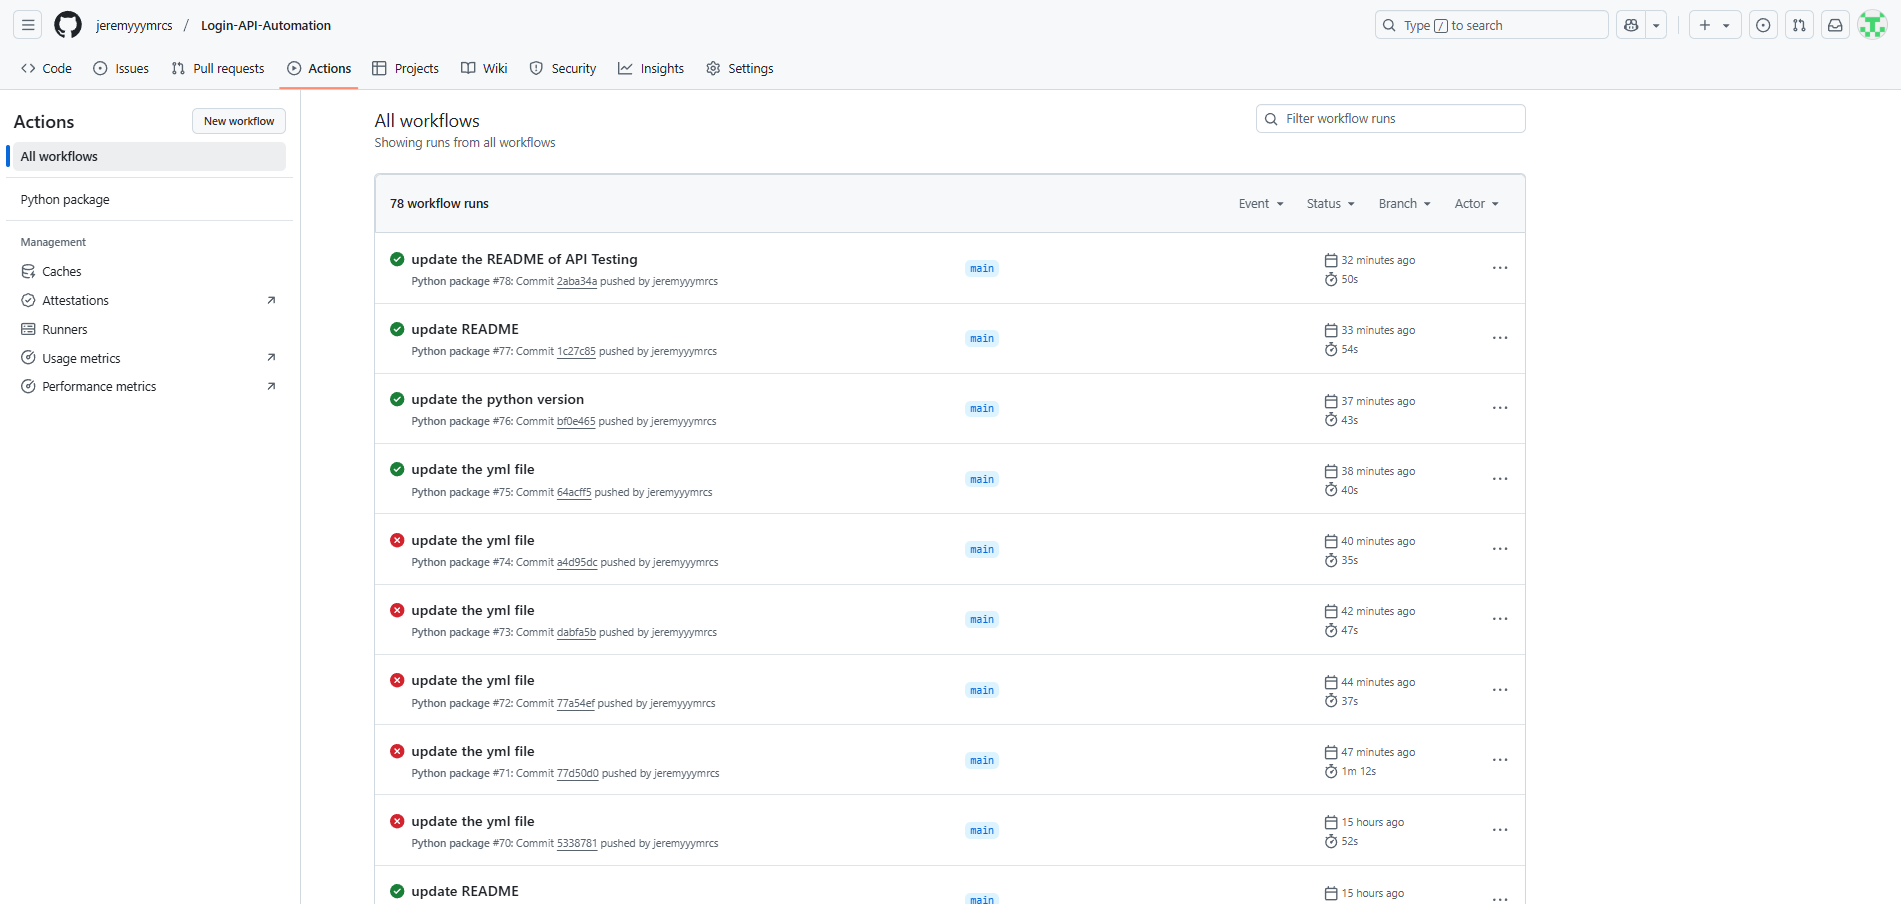 jeremyyymrcs / Login-API-Automation
Type / to search
Code
Issues
Pull requests
Actions
Projects
Wiki
Security
Insights
Settings
Actions
New workflow
All workflows
Python package
Management
Caches
Attestations
Runners
Usage metrics
Performance metrics
All workflows
Showing runs from all workflows
Filter workflow runs
78 workflow runs
Event
Status
Branch
Actor
update the README of API Testing
Python package #78: Commit 2aba34a pushed by jeremyyymrcs
main
32 minutes ago
50s
update README
Python package #77: Commit 1c27c85 pushed by jeremyyymrcs
main
33 minutes ago
54s
update the python version
Python package #76: Commit bf0e465 pushed by jeremyyymrcs
main
37 minutes ago
43s
update the yml file
Python package #75: Commit 64acff5 pushed by jeremyyymrcs
main
38 minutes ago
40s
update the yml file
Python package #74: Commit a4d95dc pushed by jeremyyymrcs
main
40 minutes ago
35s
update the yml file
Python package #73: Commit dabfa5b pushed by jeremyyymrcs
main
42 minutes ago
47s
update the yml file
Python package #72: Commit 77a54ef pushed by jeremyyymrcs
main
44 minutes ago
37s
update the yml file
Python package #71: Commit 77d50d0 pushed by jeremyyymrcs
main
47 minutes ago
1m 12s
update the yml file
Python package #70: Commit 5338781 pushed by jeremyyymrcs
main
15 hours ago
52s
update README
main
15 hours ago